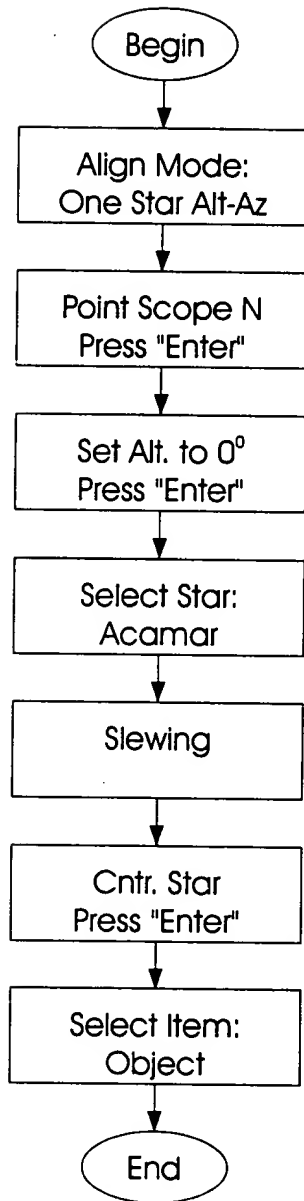 Begin
Align Mode:
One Star Alt-Az
Point Scope N
Press "Enter"
Set Alt. to 0°
Press "Enter"
Select Star:
Acamar
Slewing
Cntr. Star
Press "Enter"
Select Item:
Object
End